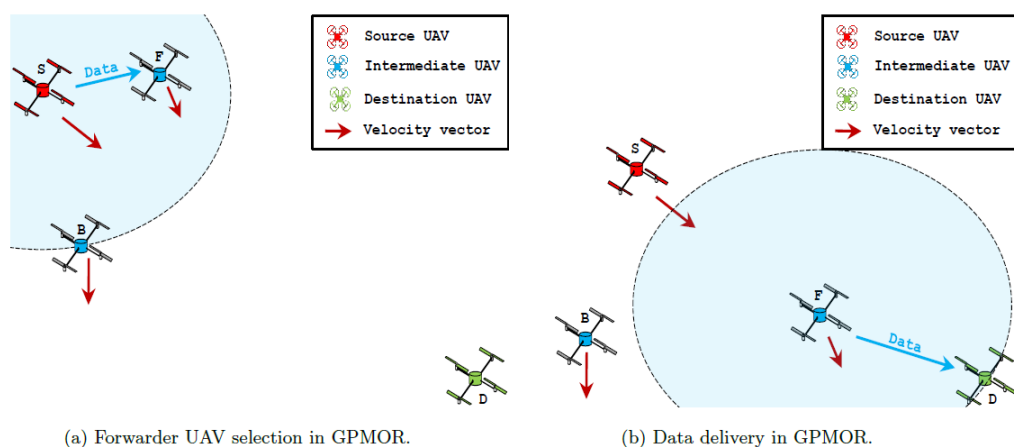 Source UAV
Intermediate UAV
Destination UAV
Velocity vector
S
Data
F
B
D
(a) Forwarder UAV selection in GPMOR.
Source UAV
Intermediate UAV
Destination UAV
Velocity vector
S
F
B
Data
D
(b) Data delivery in GPMOR.